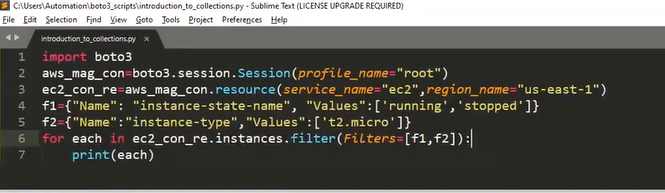 C:\Users\Automation\boto3_scripts\introduction_to_collections.py - Sublime Text (LICENSE UPGRADE REQUIRED)
File Edit Selection Find View Goto Tools Project Preferences Help
introduction_to_collections.py ×
1 import boto3
2 aws_mag_con=boto3.session.Session(profile_name="root")
3 ec2_con_re=aws_mag_con.resource(service_name="ec2",region_name="us-east-1")
4 f1={"Name": "instance-state-name", "Values":['running','stopped']}
5 f2={"Name":"instance-type","Values":['t2.micro']}
6 for each in ec2_con_re.instances.filter(Filters=[f1,f2]):
7     print(each)